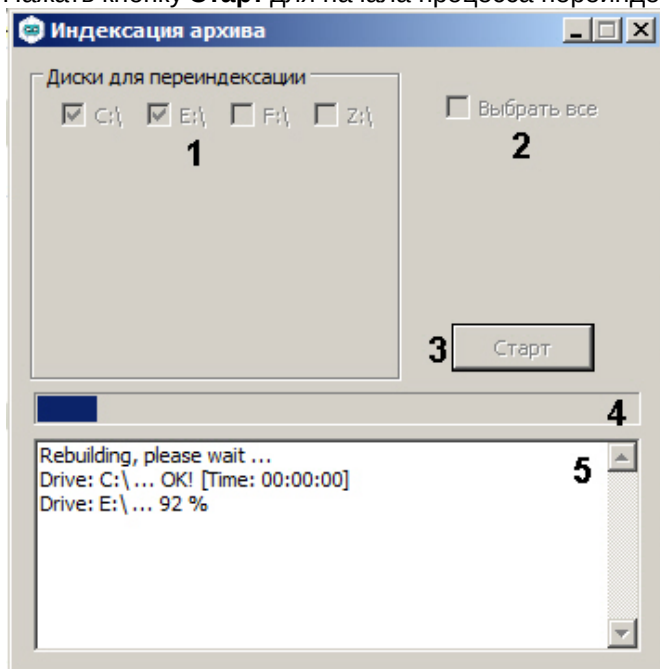 Нажать кнопку Старт для начала процесса переинде
Индексация архива
Диски для переиндексации
C:\ E:\ F:\ Z:\
Выбрать все
1
2
3
Старт
4
Rebuilding, please wait ...
5
Drive: C:\ ... OK! [Time: 00:00:00]
Drive: E:\ ... 92 %